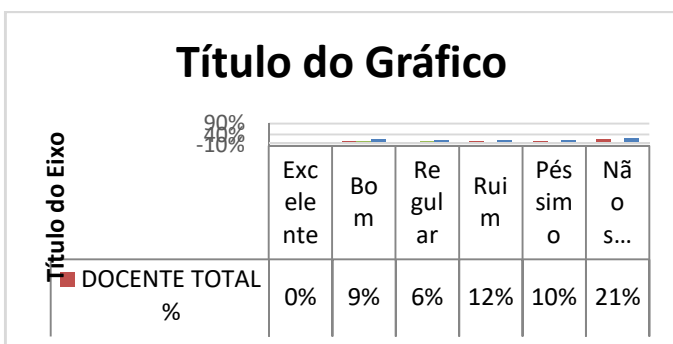 Título do Gráfico
90%
40%
-10%
Título do Eixo
Exc
ele
nte
Bo
m
Re
gul
ar
Rui
m
Pés
sim
o
Nã
o
s...
DOCENTE TOTAL
%
0% 9% 6% 12% 10% 21%